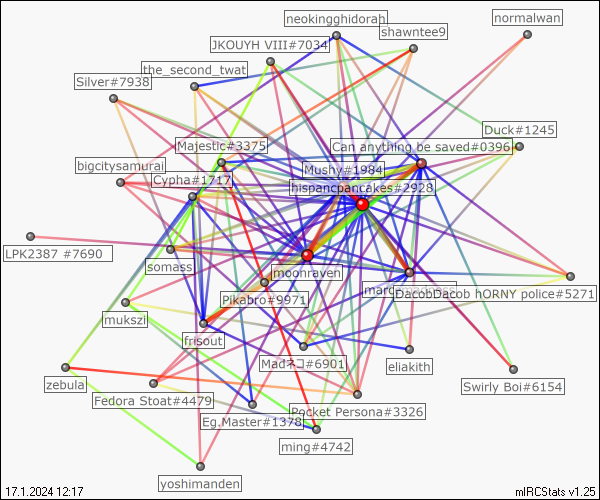 neokingghidorah
normalwan
shawntee9
JKOUYH VIII#7034
the_second_twat
Silver#7938
Duck#1245
Majestic#3375
Can anything be saved#0396
bigcitysamurai
Mushy#1984
Cypha#1717
hispancpancakes#2928
LPK2387 #7690
somass
moonraven
DacobDacob hORNY police#5271
Pikabro#9971
mukszi
frisout
Madネコ#6901
eliakith
zebula
Swirly Boi#6154
Fedora Stoat#4479
Pocket Persona#3326
Eg.Master#1378
ming#4742
yoshimanden
17.1.2024 12:17
mIRCStats v1.25